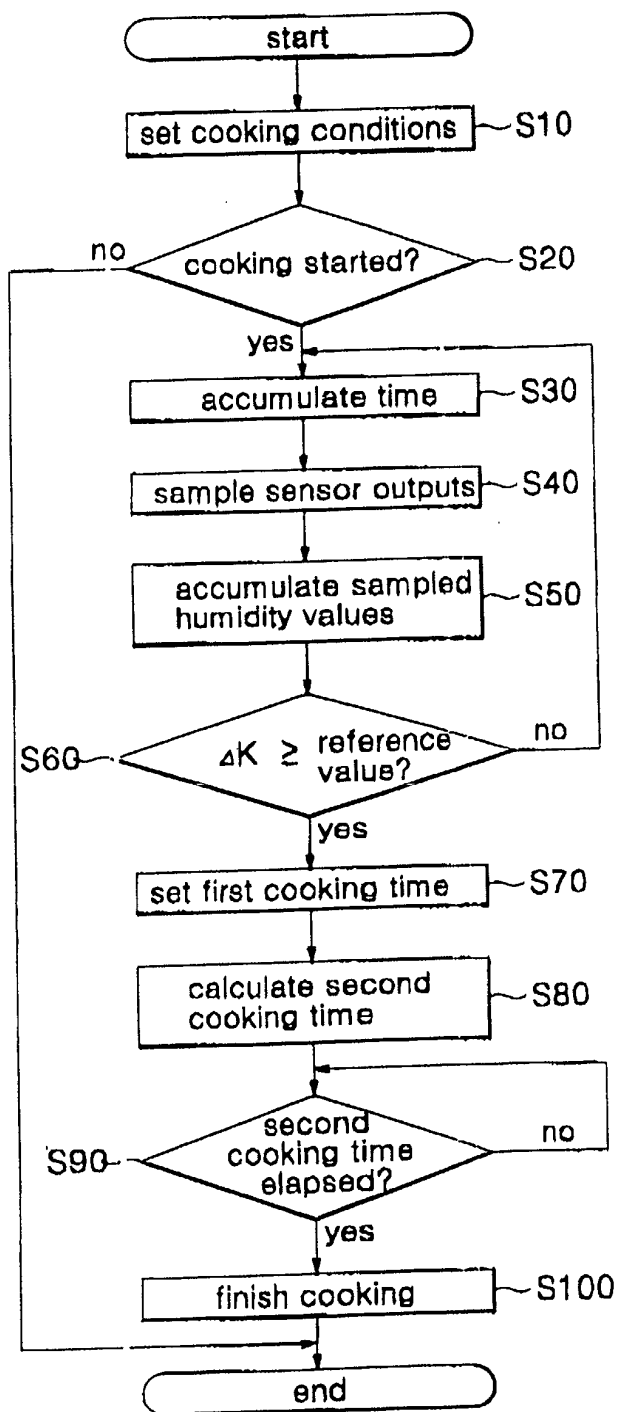 start
set cooking conditions
S10
no
cooking started?
S20
yes
accumulate time
S30
sample sensor outputs
S40
accumulate sampled
humidity values
S50
S60
ΔK ≥ reference
value?
no
yes
set first cooking time
S70
calculate second
cooking time
S80
S90
second
cooking time
elapsed?
no
yes
finish cooking
S100
end